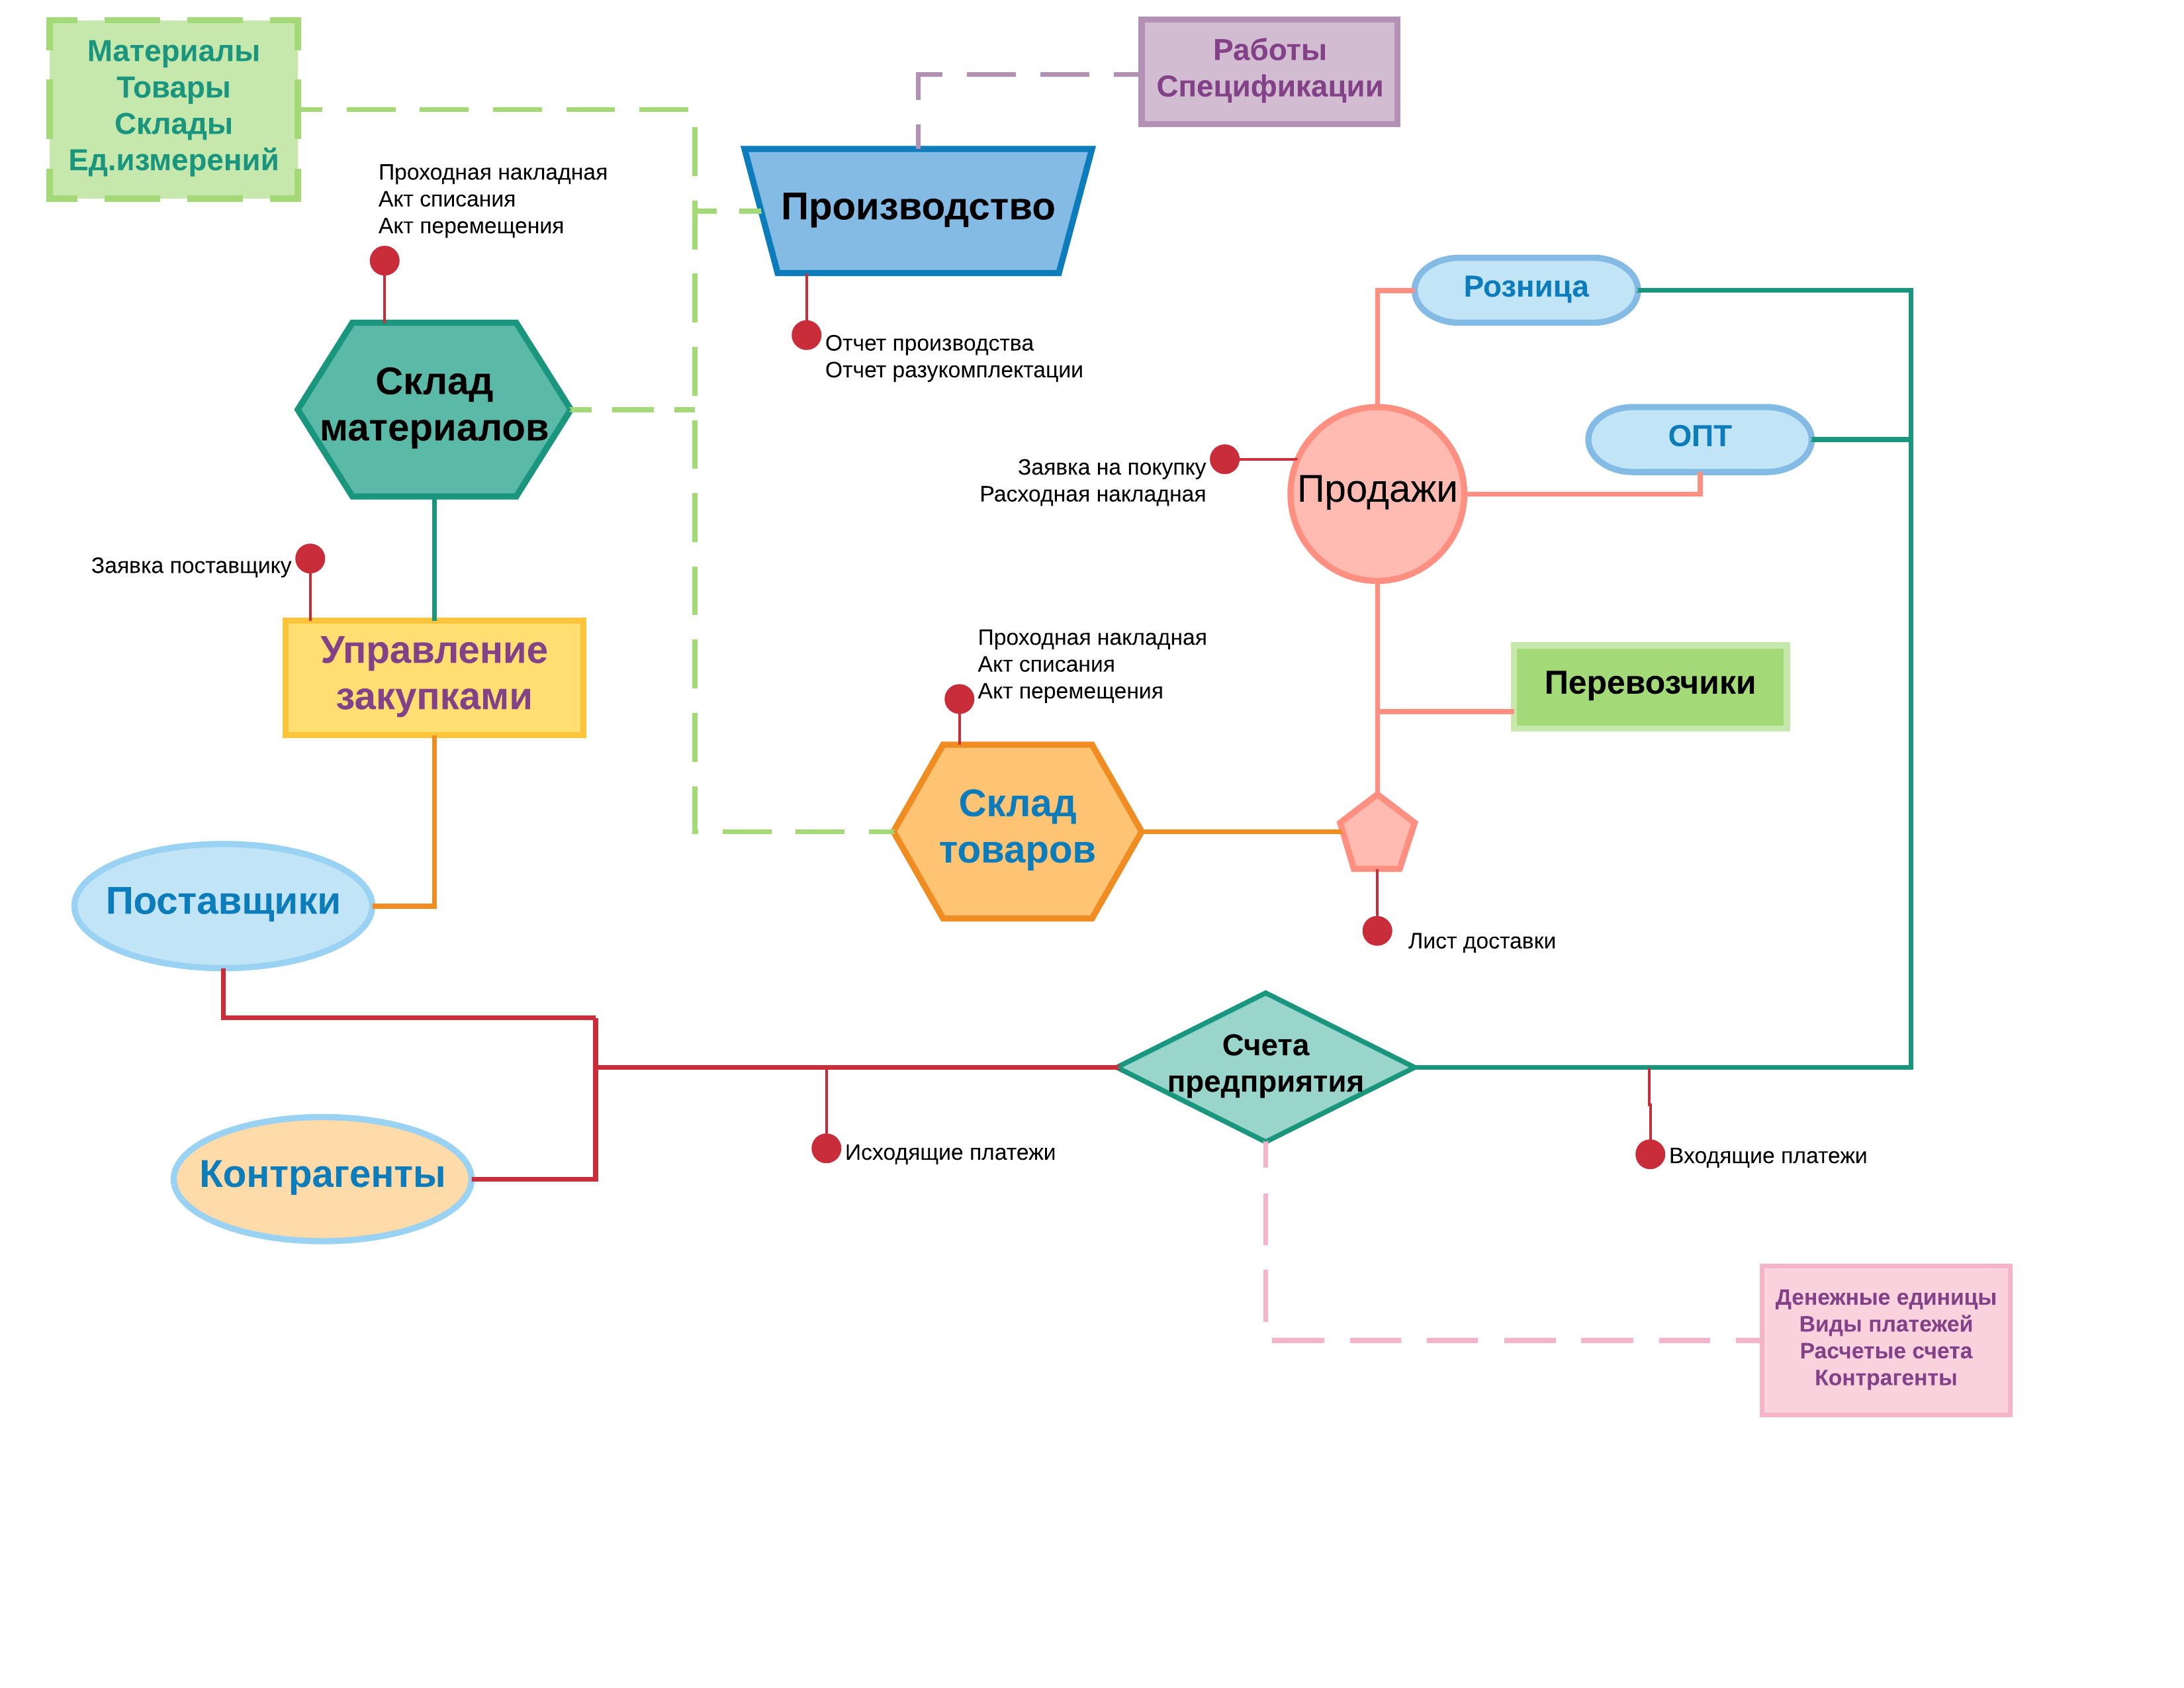 Материалы
Товары
Склады
Ед.измерений
Работы
Спецификации
Проходная накладная
Акт списания
Акт перемещения
Производство
Отчет производства
Отчет разукомплектации
Розница
Склад
материалов
ОПТ
Заявка на покупку
Расходная накладная
Продажи
Заявка поставщику
Управление
закупками
Проходная накладная
Акт списания
Акт перемещения
Перевозчики
Склад
товаров
Поставщики
Лист доставки
Счета
предприятия
Исходящие платежи
Входящие платежи
Контрагенты
Денежные единицы
Виды платежей
Расчетые счета
Контрагенты